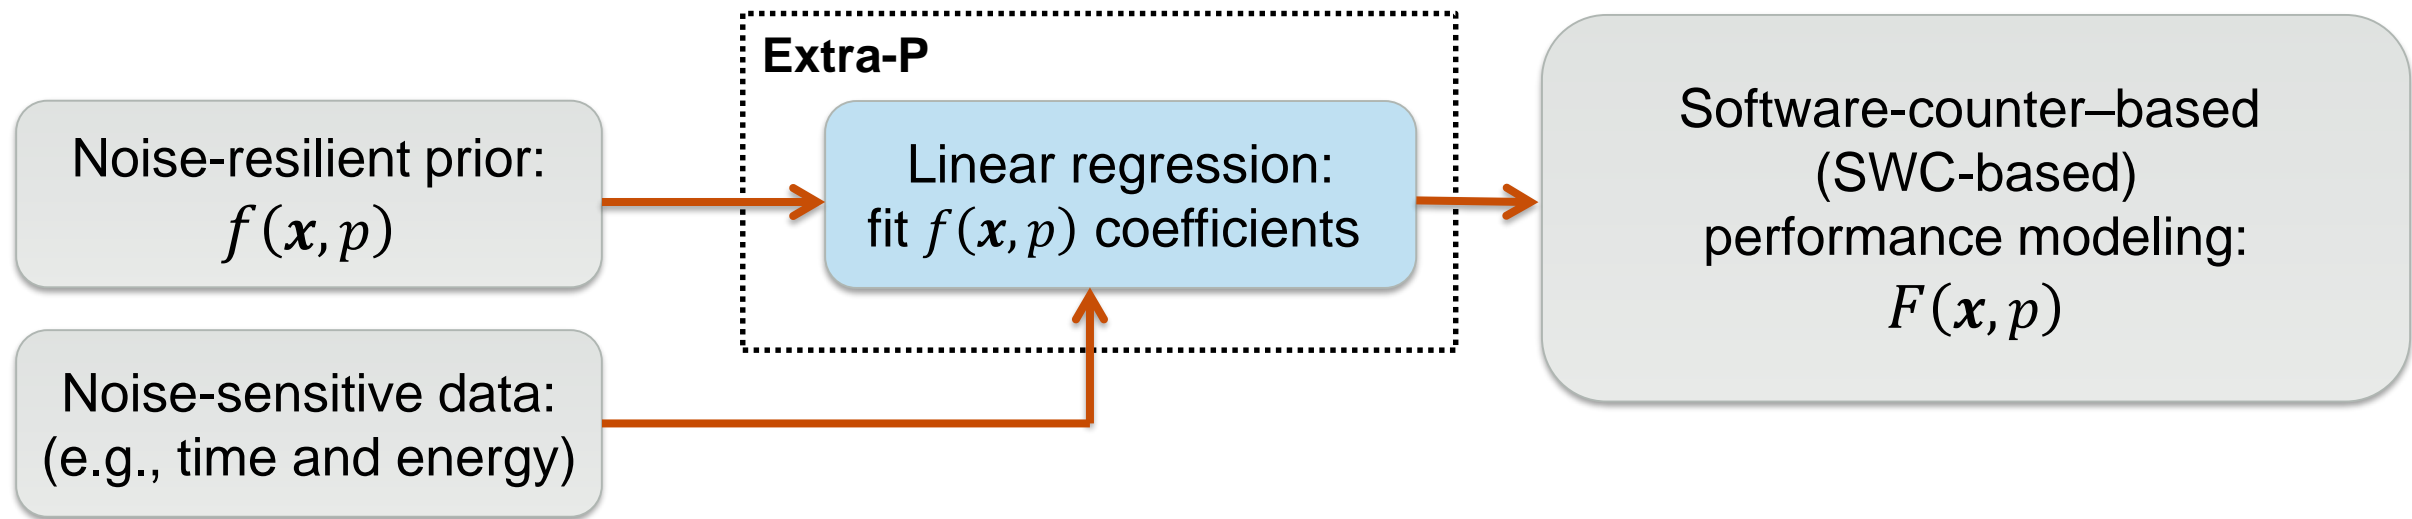 Extra-P
Noise-resilient prior:
f(x, p)
Noise-sensitive data:
(e.g., time and energy)
Linear regression:
fit f(x, p) coefficients
Software-counter–based
(SWC-based)
performance modeling:
F(x, p)